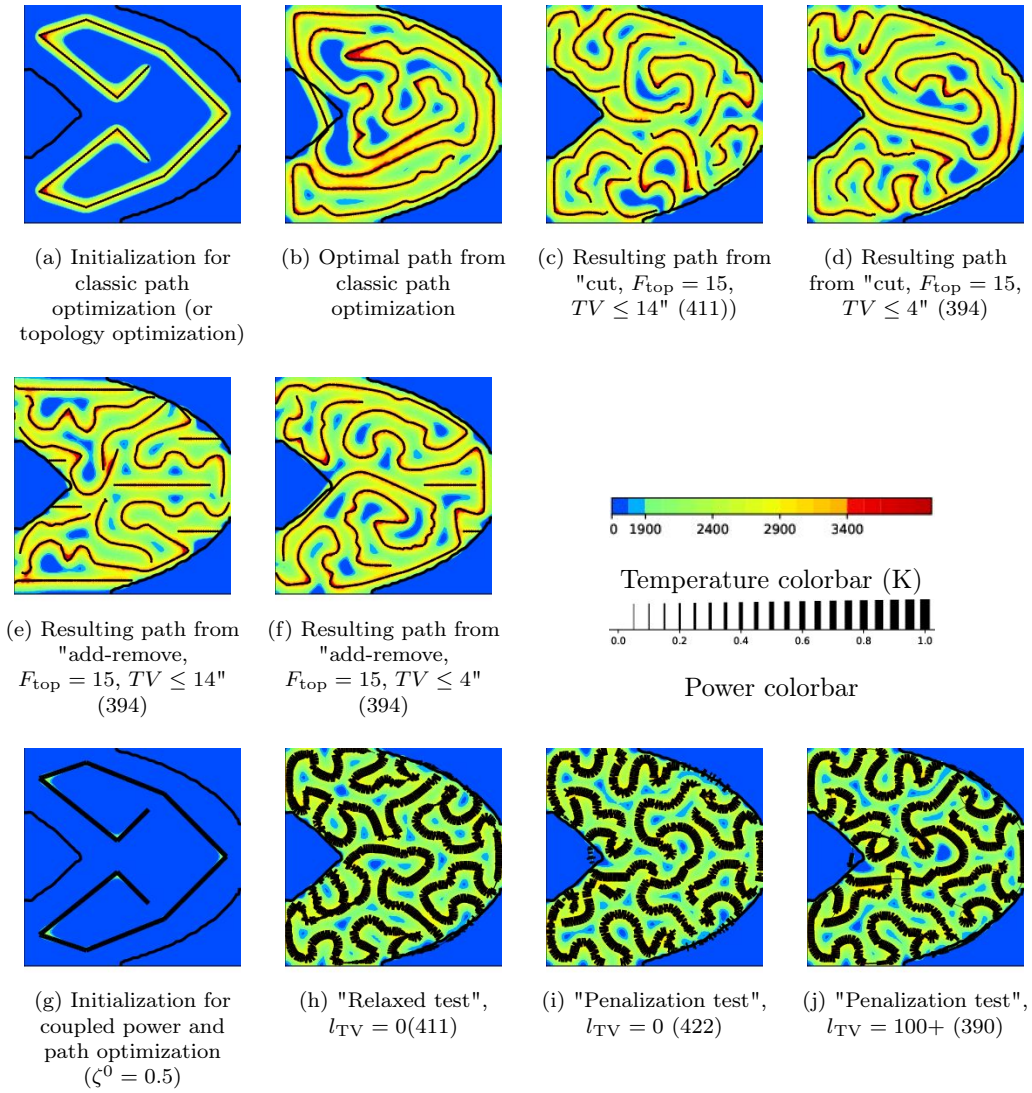 (a) Initialization for
classic path
optimization (or
topology optimization)
(b) Optimal path from
classic path
optimization
(c) Resulting path from
"cut, F_top = 15,
TV ≤ 14" (411))
(d) Resulting path
from "cut, F_top = 15,
TV ≤ 4" (394)
(e) Resulting path from
"add-remove,
F_top = 15, TV ≤ 14"
(394)
(f) Resulting path from
"add-remove,
F_top = 15, TV ≤ 4"
(394)
0 1900 2400 2900 3400
Temperature colorbar (K)
0.0 0.2 0.4 0.6 0.8 1.0
Power colorbar
(g) Initialization for
coupled power and
path optimization
(ζ⁰ = 0.5)
(h) "Relaxed test",
l_TV = 0(411)
(i) "Penalization test",
l_TV = 0 (422)
(j) "Penalization test",
l_TV = 100+ (390)